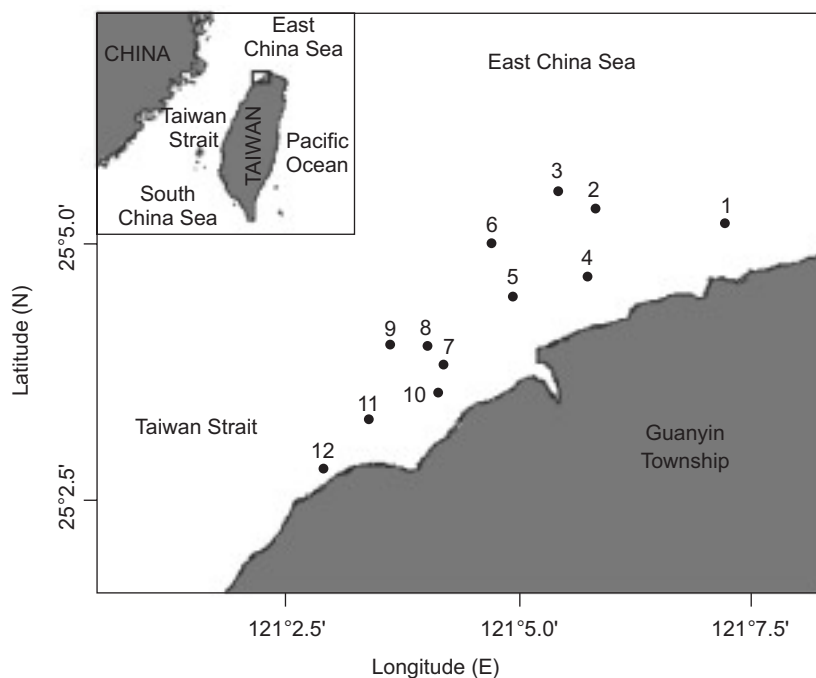 East
China Sea
CHINA
Taiwan
Strait
TAIWAN
Pacific
Ocean
South
China Sea
East China Sea
3
2
1
6
4
5
9
8
7
10
11
12
Taiwan Strait
Guanyin
Township
25°5.0'
25°2.5'
Latitude (N)
121°2.5'
121°5.0'
121°7.5'
Longitude (E)